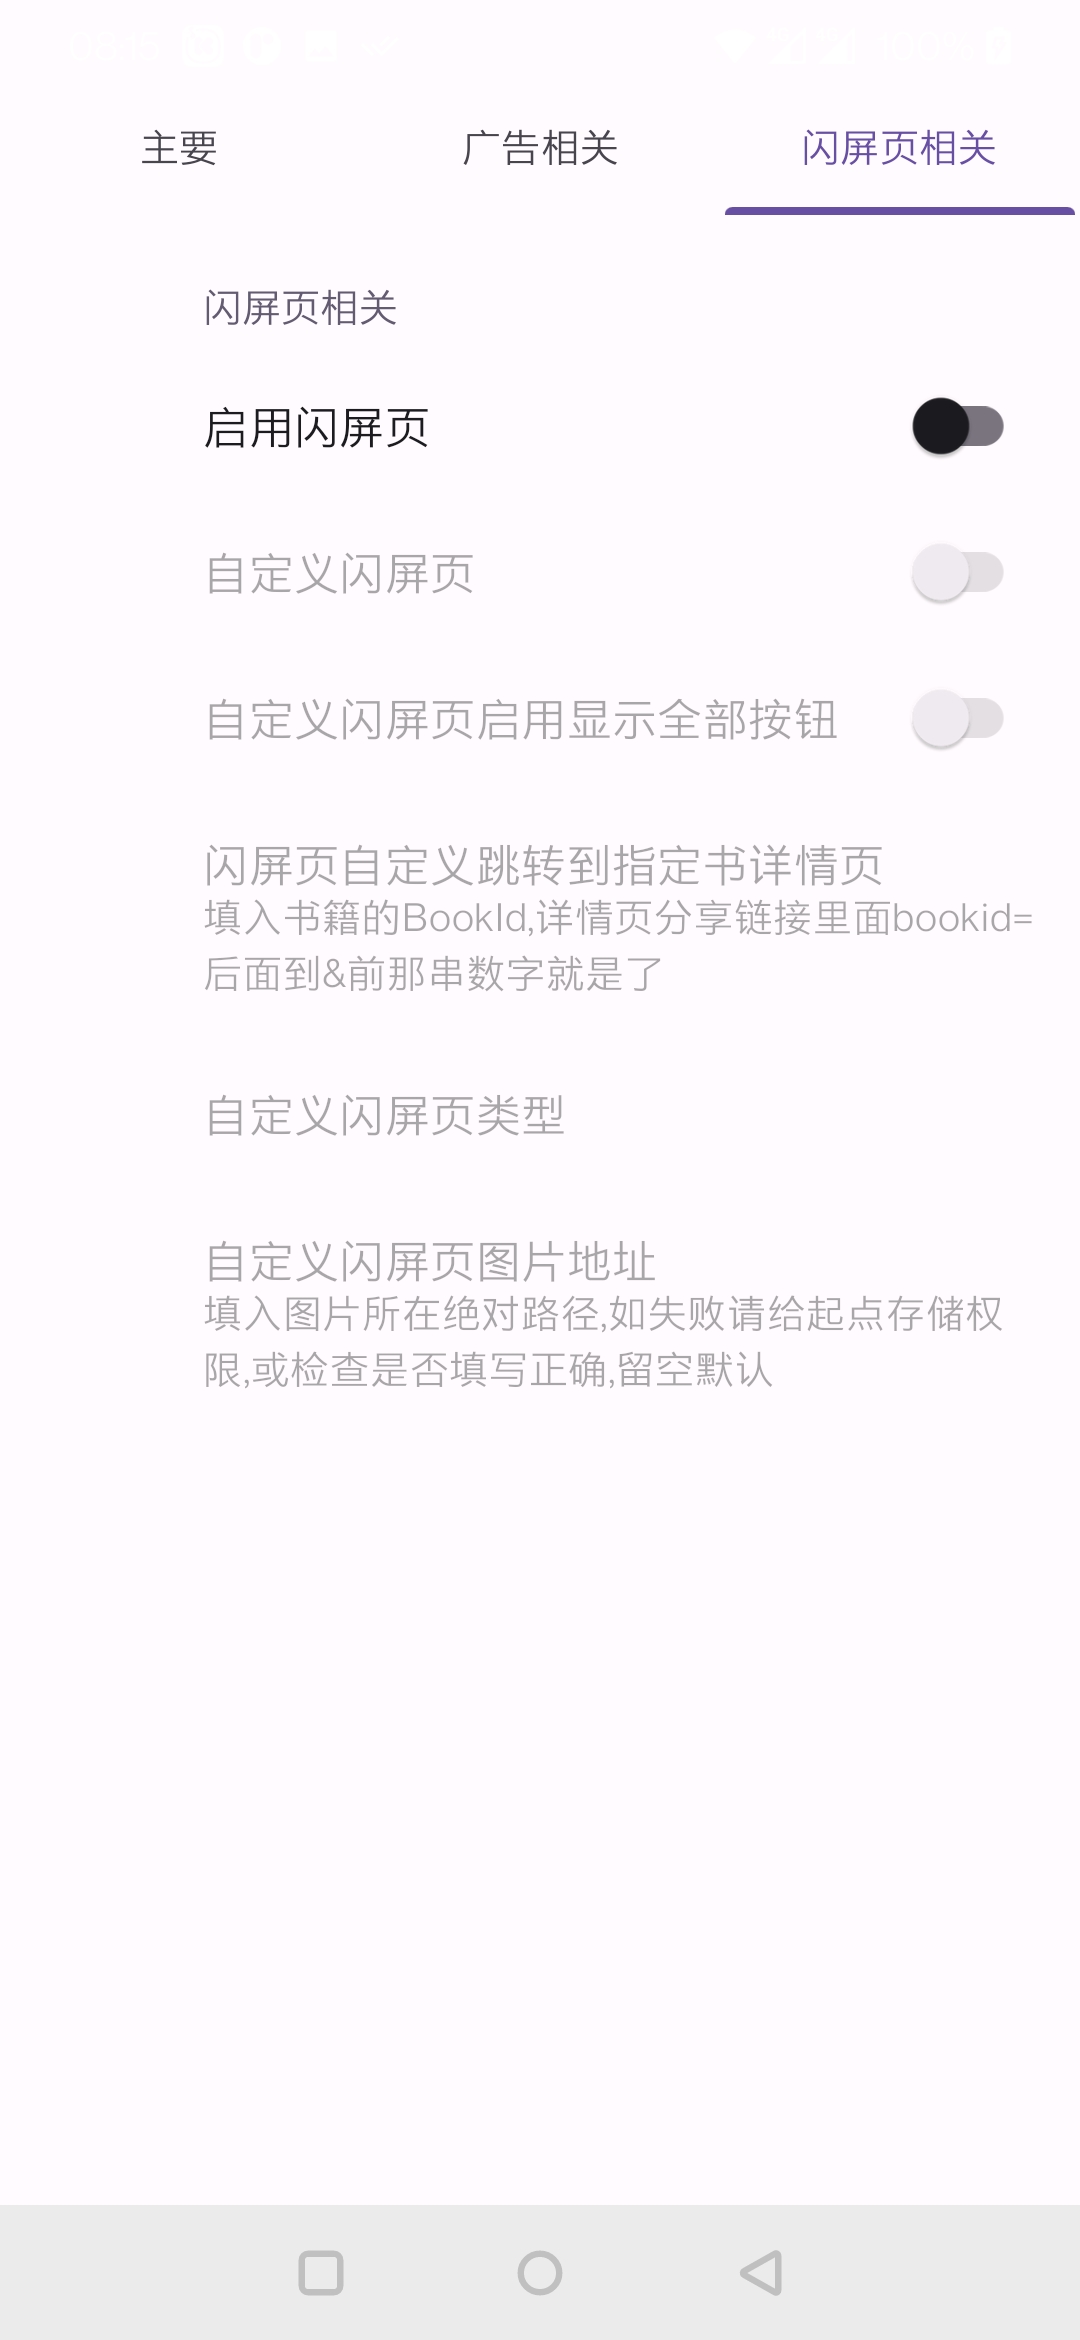 主要 广告相关 闪屏页相关
闪屏页相关
启用闪屏页
自定义闪屏页
自定义闪屏页启用显示全部按钮
闪屏页自定义跳转到指定书详情页
填入书籍的BookId,详情页分享链接里面bookid=
后面到&前那串数字就是了
自定义闪屏页类型
自定义闪屏页图片地址
填入图片所在绝对路径,如失败请给起点存储权
限,或检查是否填写正确,留空默认